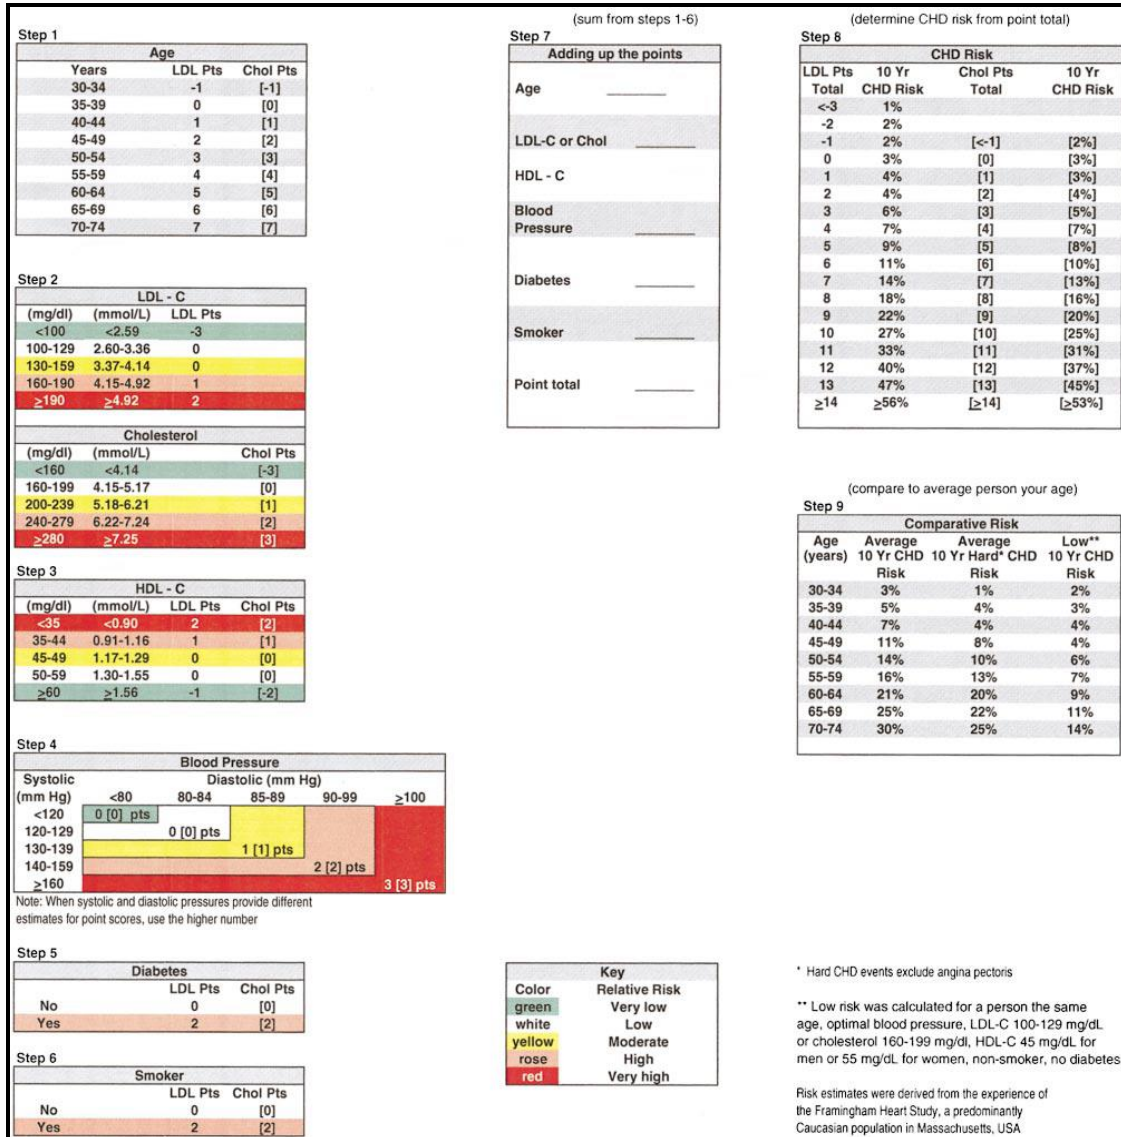 Step 1
Age
Years LDL Pts Chol Pts
30-34 -1 [-1]
35-39 0 [0]
40-44 1 [1]
45-49 2 [2]
50-54 3 [3]
55-59 4 [4]
60-64 5 [5]
65-69 6 [6]
70-74 7 [7]
Step 2
LDL - C
(mg/dl) (mmol/L) LDL Pts
<100 <2.59 -3
100-129 2.60-3.36 0
130-159 3.37-4.14 0
160-190 4.15-4.92 1
≥190 ≥4.92 2
Cholesterol
(mg/dl) (mmol/L) Chol Pts
<160 <4.14 [-3]
160-199 4.15-5.17 [0]
200-239 5.18-6.21 [1]
240-279 6.22-7.24 [2]
≥280 ≥7.25 [3]
Step 3
HDL - C
(mg/dl) (mmol/L) LDL Pts Chol Pts
<35 <0.90 2 [2]
35-44 0.91-1.16 1 [1]
45-49 1.17-1.29 0 [0]
50-59 1.30-1.55 0 [0]
≥60 ≥1.56 -1 [-2]
Step 4
Blood Pressure
Systolic Diastolic (mm Hg)
(mm Hg) <80 80-84 85-89 90-99 ≥100
<120 0 [0] pts
120-129 0 [0] pts
130-139 1 [1] pts
140-159 2 [2] pts
≥160 3 [3] pts
Note: When systolic and diastolic pressures provide different
estimates for point scores, use the higher number
Step 5
Diabetes
LDL Pts Chol Pts
No 0 [0]
Yes 2 [2]
Step 6
Smoker
LDL Pts Chol Pts
No 0 [0]
Yes 2 [2]
(sum from steps 1-6)
Step 7
Adding up the points
Age
LDL-C or Chol
HDL - C
Blood
Pressure
Diabetes
Smoker
Point total
Key
Color Relative Risk
green Very low
white Low
yellow Moderate
rose High
red Very high
(determine CHD risk from point total)
Step 8
CHD Risk
LDL Pts 10 Yr Chol Pts 10 Yr
Total CHD Risk Total CHD Risk
<-3 1%
-2 2%
-1 2% [<-1] [2%]
0 3% [0] [3%]
1 4% [1] [3%]
2 4% [2] [4%]
3 6% [3] [5%]
4 7% [4] [7%]
5 9% [5] [8%]
6 11% [6] [10%]
7 14% [7] [13%]
8 18% [8] [16%]
9 22% [9] [20%]
10 27% [10] [25%]
11 33% [11] [31%]
12 40% [12] [37%]
13 47% [13] [45%]
≥14 ≥56% [≥14] [≥53%]
(compare to average person your age)
Step 9
Comparative Risk
Age Average Average Low**
(years) 10 Yr CHD 10 Yr Hard* CHD 10 Yr CHD
Risk Risk Risk
30-34 3% 1% 2%
35-39 5% 4% 3%
40-44 7% 4% 4%
45-49 11% 8% 4%
50-54 14% 10% 6%
55-59 16% 13% 7%
60-64 21% 20% 9%
65-69 25% 22% 11%
70-74 30% 25% 14%
* Hard CHD events exclude angina pectoris
** Low risk was calculated for a person the same
age, optimal blood pressure, LDL-C 100-129 mg/dL
or cholesterol 160-199 mg/dl, HDL-C 45 mg/dL for
men or 55 mg/dL for women, non-smoker, no diabetes
Risk estimates were derived from the experience of
the Framingham Heart Study, a predominantly
Caucasian population in Massachusetts, USA